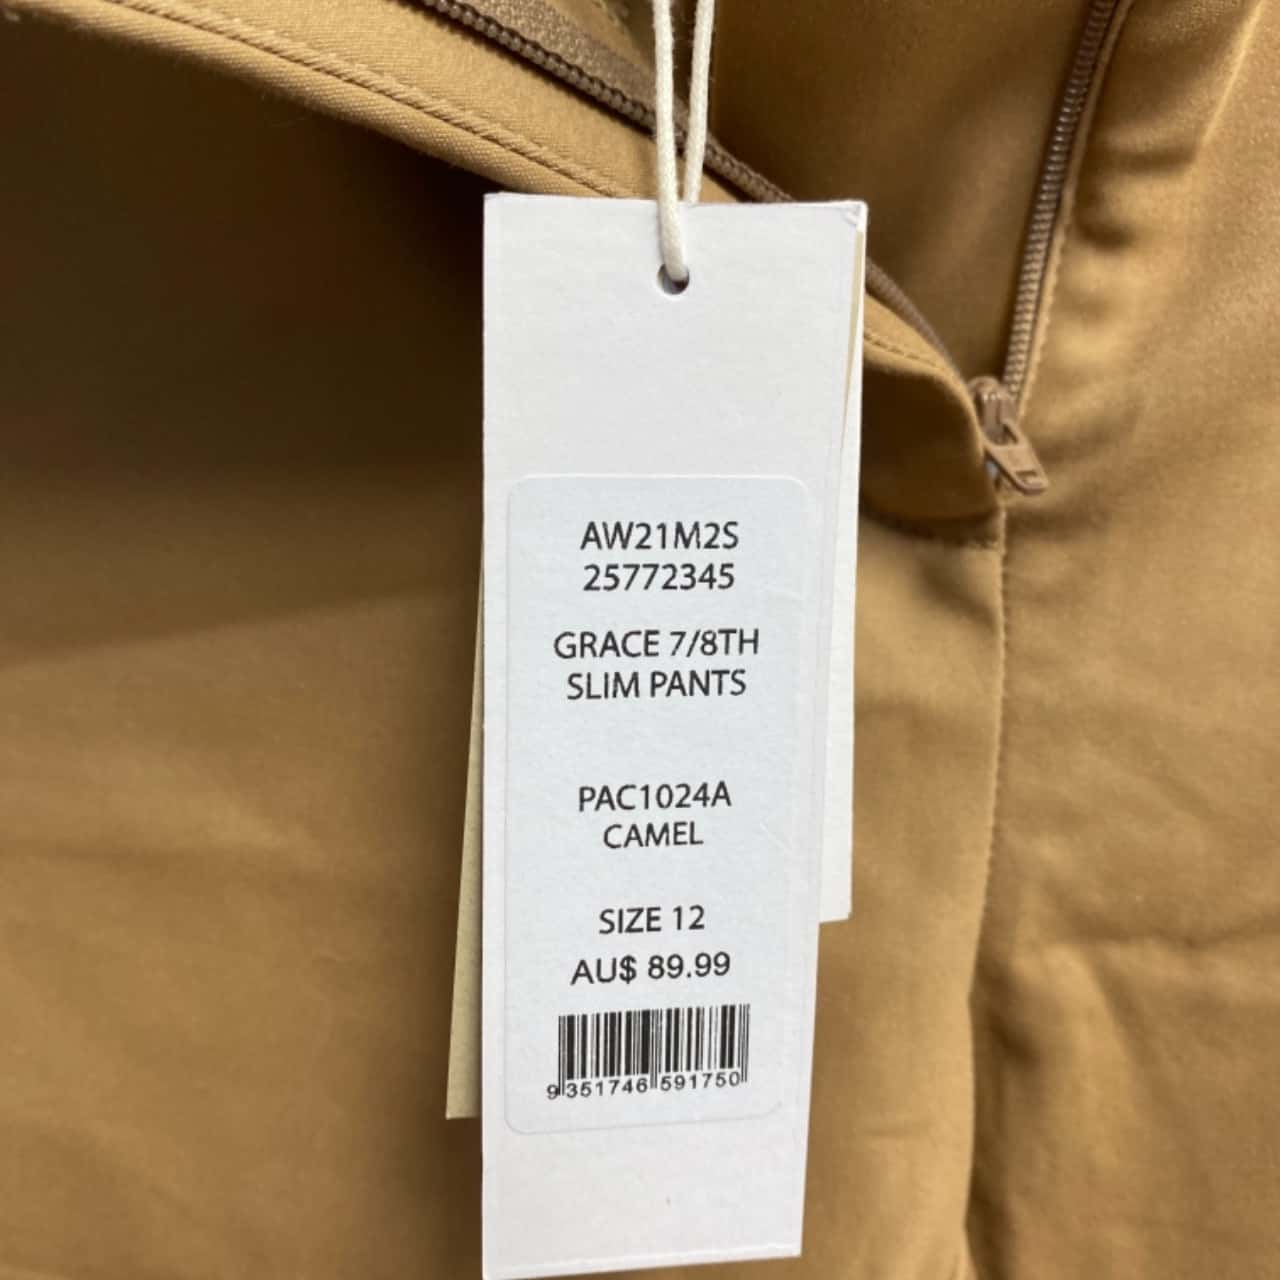 AW21M2S
25772345
GRACE 7/8TH
SLIM PANTS
PAC1024A
CAMEL
SIZE 12
AU$ 89.99
9 351746 591750